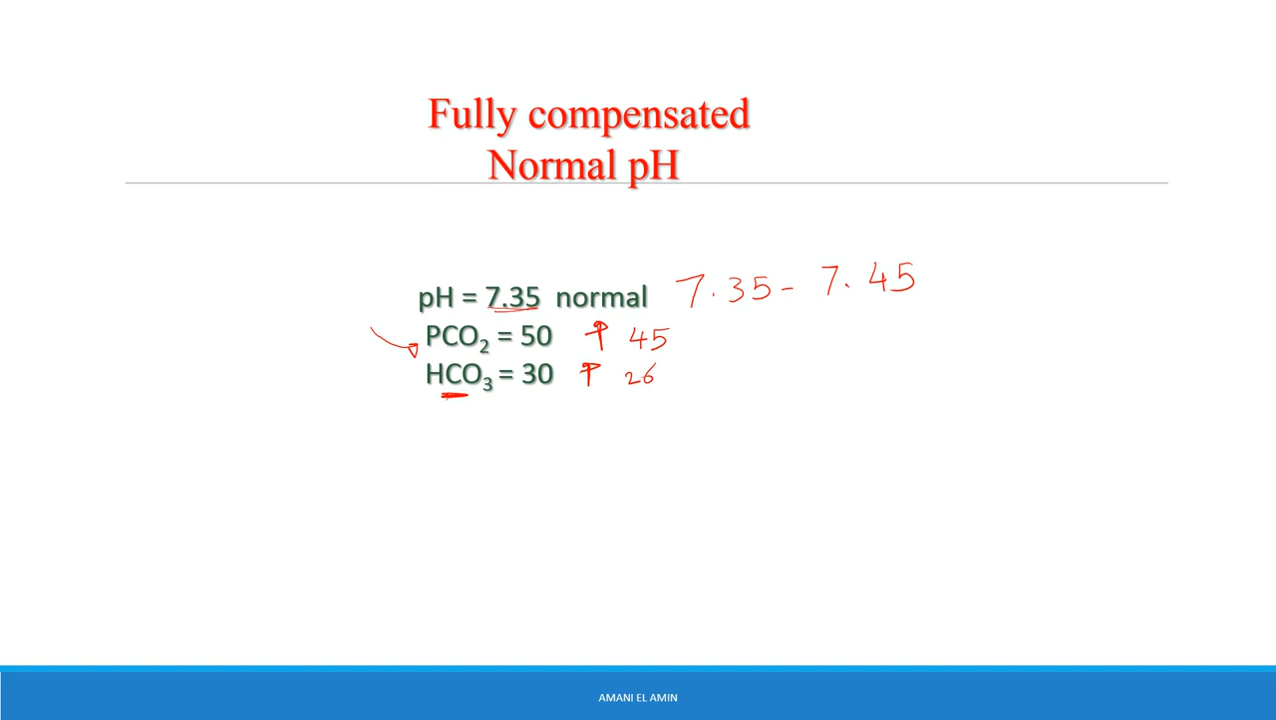 Fully compensated
Normal pH
pH = 7.35 normal 7.35 - 7.45
PCO₂ = 50 ↑ 45
HCO₃ = 30 ↑ 26
AMANI EL AMIN